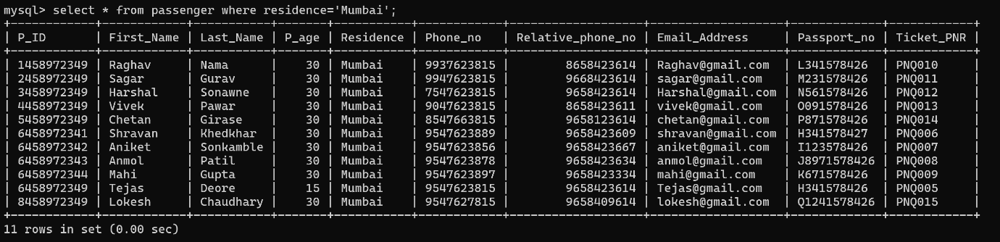 mysql> select * from passenger where residence='Mumbai';
+------------+------------+-----------+-------+-----------+------------+-------------------+-------------------+-------------+------------+
| P_ID       | First_Name | Last_Name | P_age | Residence | Phone_no   | Relative_phone_no | Email_Address     | Passport_no | Ticket_PNR |
+------------+------------+-----------+-------+-----------+------------+-------------------+-------------------+-------------+------------+
| 1458972349 | Raghav     | Nama      |    30 | Mumbai    | 9937623815 |        8658423614 | Raghav@gmail.com  | L341578426  | PNQ010     |
| 2458972349 | Sagar      | Gurav     |    30 | Mumbai    | 9947623815 |        9668423614 | sagar@gmail.com   | M231578426  | PNQ011     |
| 3458972349 | Harshal    | Sonawne   |    30 | Mumbai    | 7547623815 |        9658423614 | Harshal@gmail.com | N561578426  | PNQ012     |
| 4458972349 | Vivek      | Pawar     |    30 | Mumbai    | 9047623815 |        8658423611 | vivek@gmail.com   | O091578426  | PNQ013     |
| 5458972349 | Chetan     | Girase    |    30 | Mumbai    | 8547663815 |        9658123614 | chetan@gmail.com  | P871578426  | PNQ014     |
| 6458972341 | Shravan    | Khedkhar  |    30 | Mumbai    | 9547623889 |        9658423609 | shravan@gmail.com | H341578427  | PNQ006     |
| 6458972342 | Aniket     | Sonkamble |    30 | Mumbai    | 9547623856 |        9658423667 | aniket@gmail.com  | I123578426  | PNQ007     |
| 6458972343 | Anmol      | Patil     |    30 | Mumbai    | 9547623878 |        9658423634 | anmol@gmail.com   | J8971578426 | PNQ008     |
| 6458972344 | Mahi       | Gupta     |    30 | Mumbai    | 9547623897 |        9658423334 | mahi@gmail.com    | K671578426  | PNQ009     |
| 6458972349 | Tejas      | Deore     |    15 | Mumbai    | 9547623815 |        9658423614 | Tejas@gmail.com   | H341578426  | PNQ005     |
| 8458972349 | Lokesh     | Chaudhary |    30 | Mumbai    | 9547627815 |        9658409614 | lokesh@gmail.com  | Q1241578426 | PNQ015     |
+------------+------------+-----------+-------+-----------+------------+-------------------+-------------------+-------------+------------+
11 rows in set (0.00 sec)